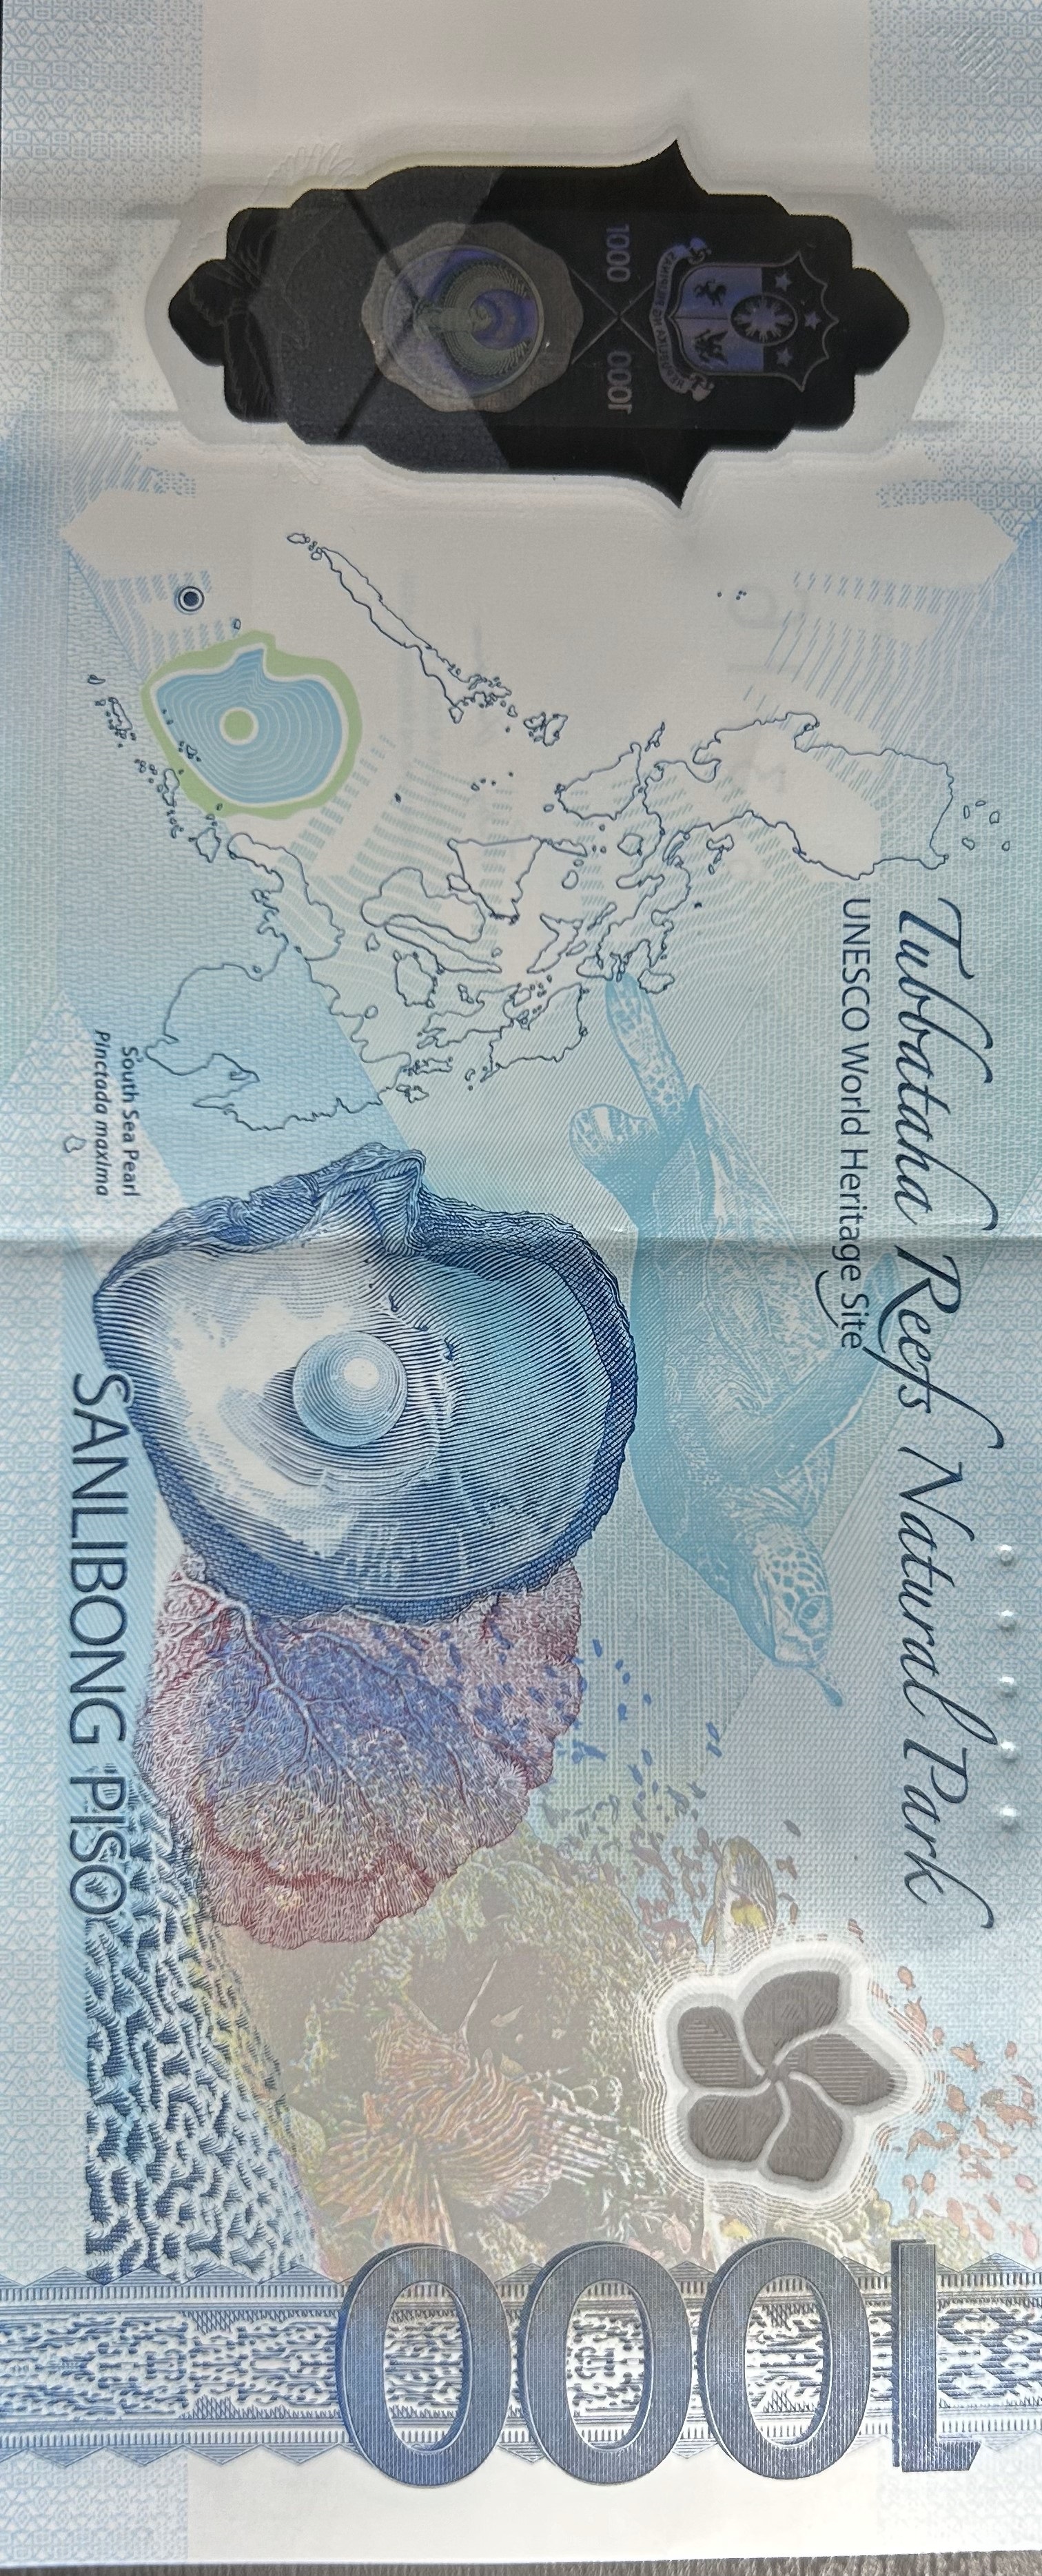 Tubbataha Reefs Natural Park
UNESCO World Heritage Site
1000 1000
South Sea Pearl
Pinctada maxima
SANLIBONG PISO
1000